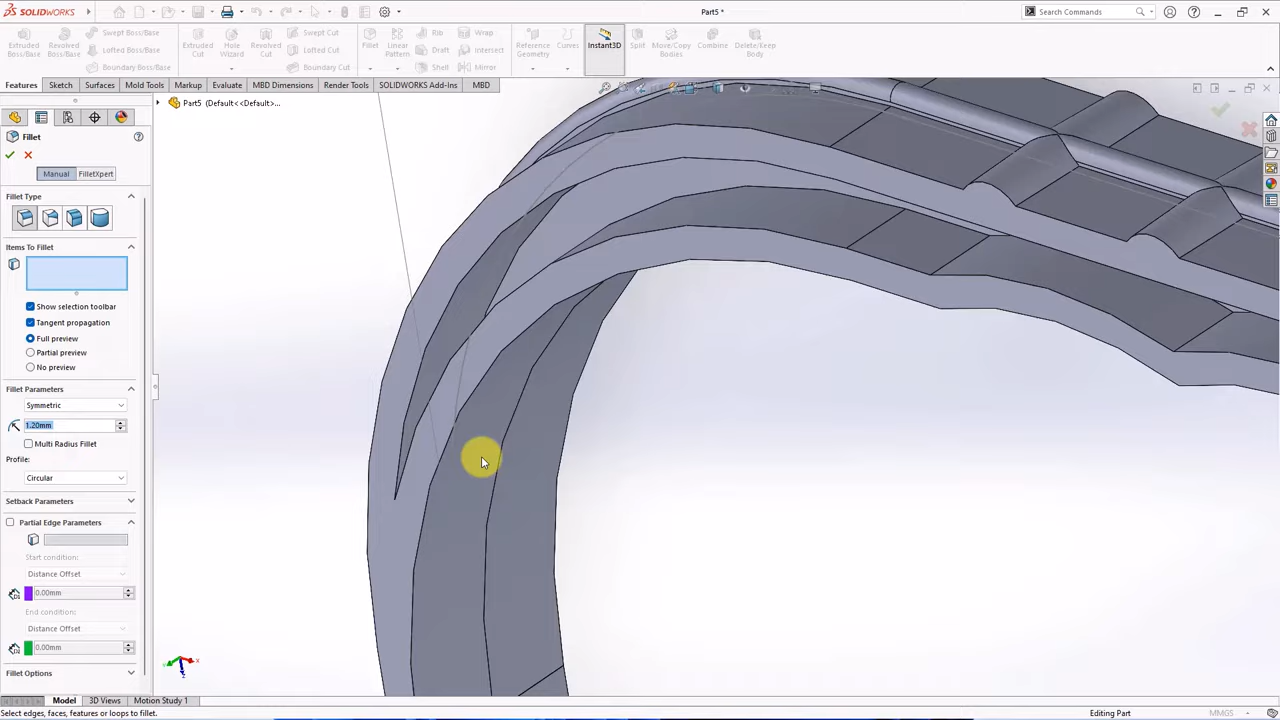 SOLIDWORKS
Part5 *
Search Commands
Extruded Boss/Base
Revolved Boss/Base
Swept Boss/Base
Lofted Boss/Base
Boundary Boss/Base
Extruded Cut
Hole Wizard
Revolved Cut
Swept Cut
Lofted Cut
Boundary Cut
Fillet
Linear Pattern
Rib
Draft
Shell
Wrap
Intersect
Mirror
Reference Geometry
Curves
Instant3D
Split
Move/Copy Bodies
Combine
Delete/Keep Body
Features Sketch Surfaces Mold Tools Markup Evaluate MBD Dimensions Render Tools SOLIDWORKS Add-Ins MBD
Part5 (Default<<Default>...
Fillet
Manual FilletXpert
Fillet Type
Items To Fillet
Show selection toolbar
Tangent propagation
Full preview
Partial preview
No preview
Fillet Parameters
Symmetric
1.20mm
Multi Radius Fillet
Profile:
Circular
Setback Parameters
Partial Edge Parameters
Start condition:
Distance Offset
0.00mm
End condition:
Distance Offset
0.00mm
Fillet Options
Model 3D Views Motion Study 1
Select edges, faces, features or loops to fillet.
Editing Part
MMGS